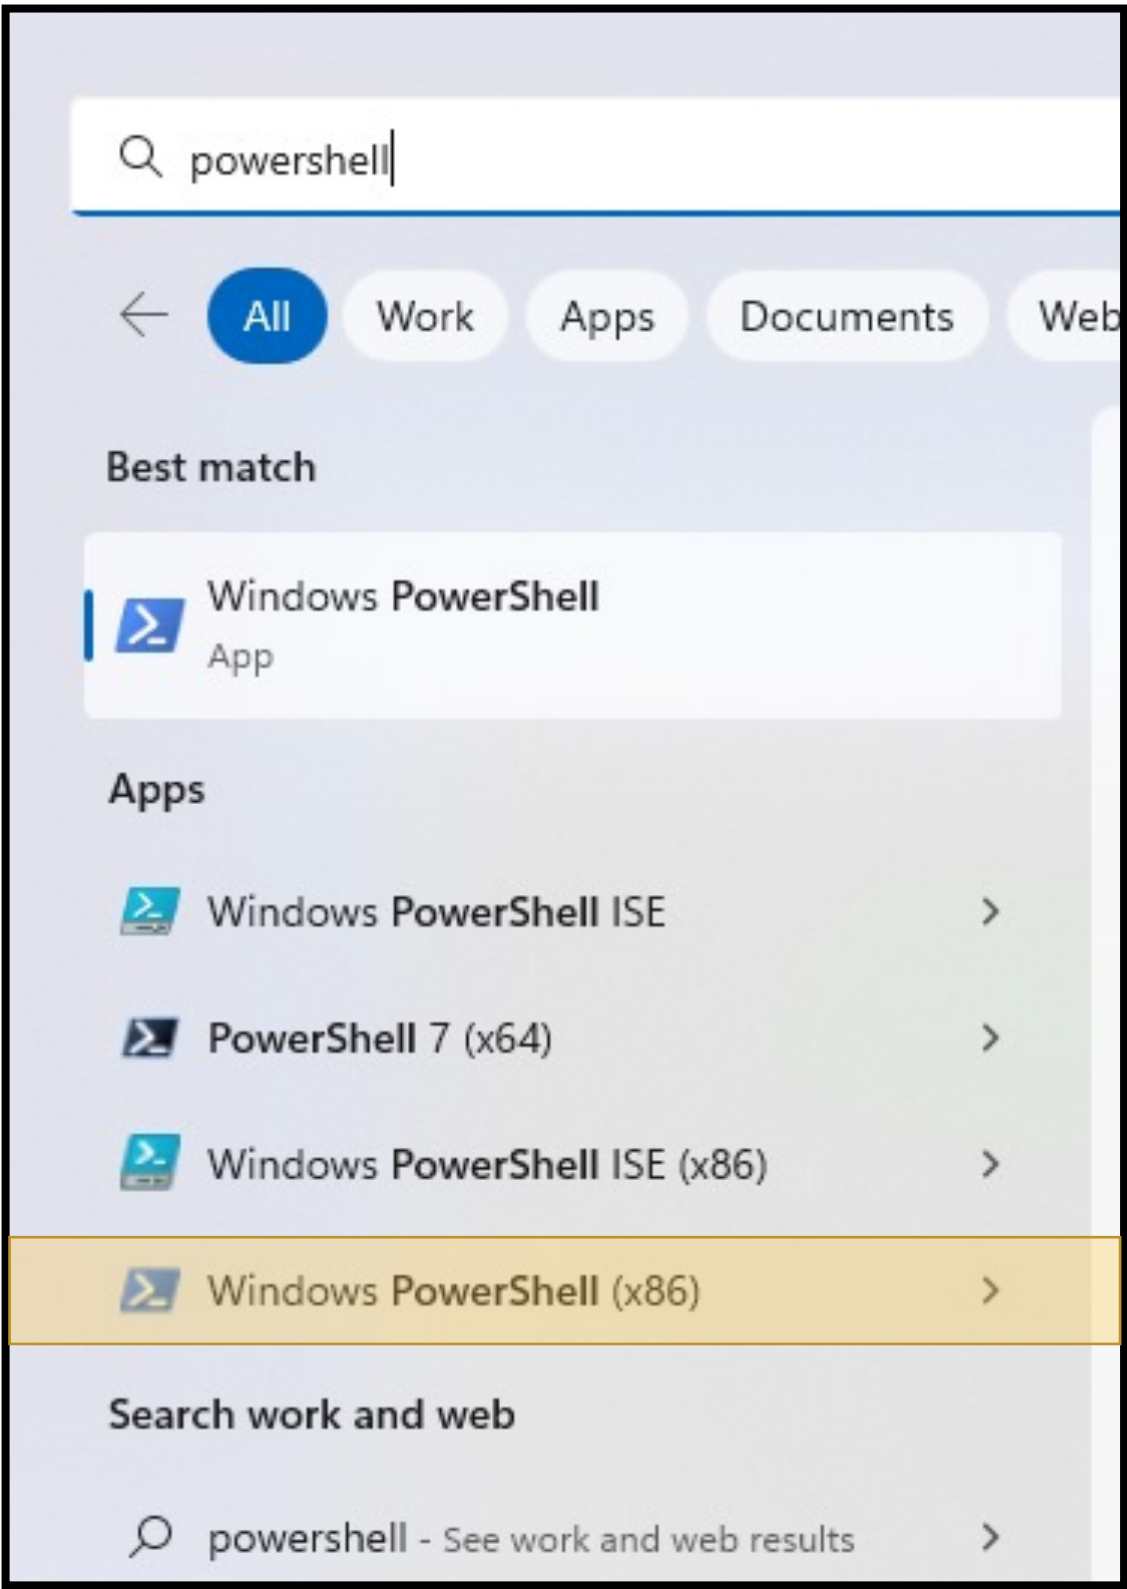 powershell
All Work Apps Documents Web
Best match
Windows PowerShell
App
Apps
Windows PowerShell ISE
PowerShell 7 (x64)
Windows PowerShell ISE (x86)
Windows PowerShell (x86)
Search work and web
powershell - See work and web results